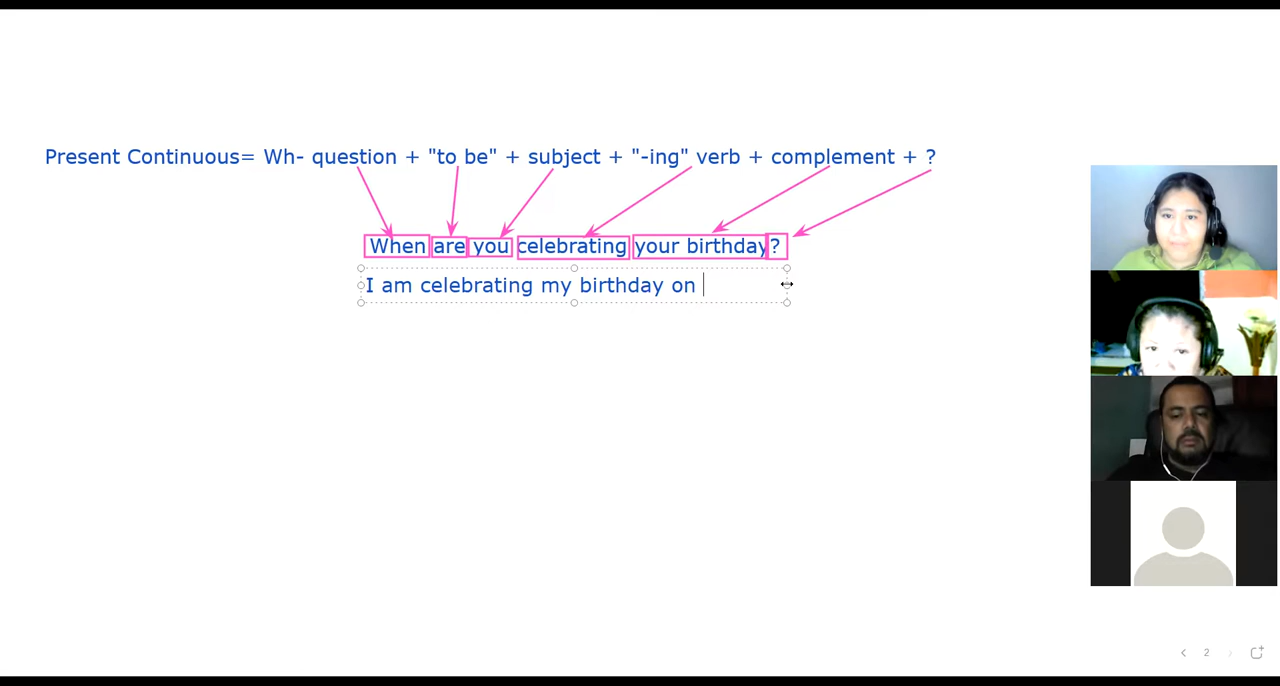 Present Continuous= Wh- question + "to be" + subject + "-ing" verb + complement + ?
When are you celebrating your birthday ?
I am celebrating my birthday on
2